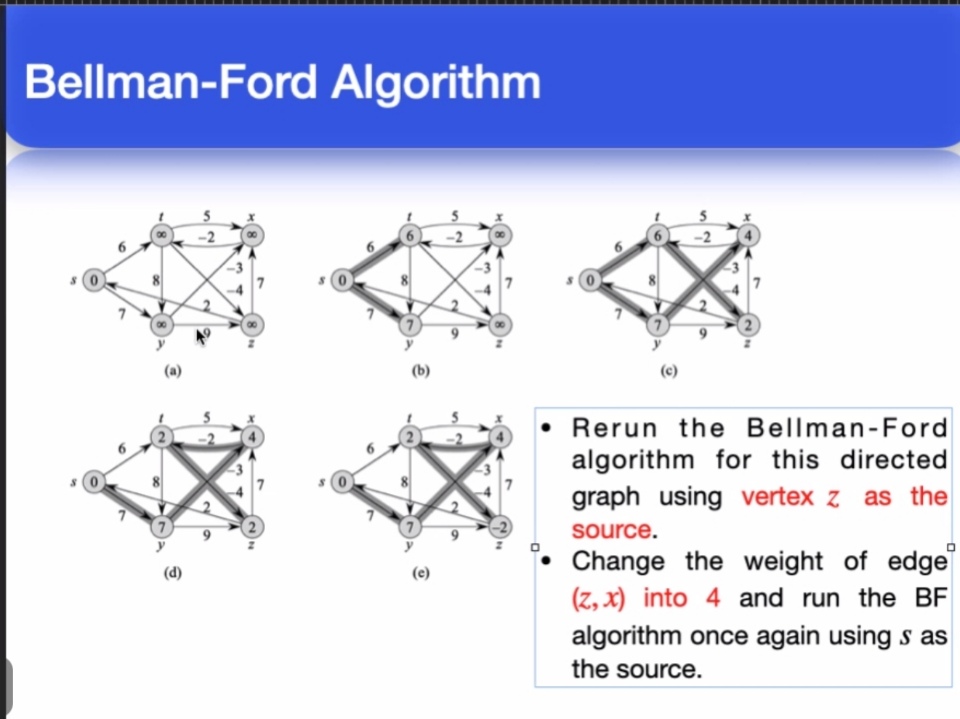 Bellman-Ford Algorithm
t 5 x
∞ -2 ∞
6
-3
s 0 8 -4 7
2
7
∞ 9 ∞
y z
(a)
t 5 x
6 -2 ∞
6
-3
s 0 8 -4 7
2
7
7 9 ∞
y z
(b)
t 5 x
6 -2 4
6
-3
s 0 8 -4 7
2
7
7 9 2
y z
(c)
t 5 x
2 -2 4
6
-3
s 0 8 -4 7
2
7
7 9 2
y z
(d)
t 5 x
2 -2 4
6
-3
s 0 8 -4 7
2
7
7 9 -2
y z
(e)
• Rerun the Bellman-Ford
algorithm for this directed
graph using vertex z as the
source.
• Change the weight of edge
(z, x) into 4 and run the BF
algorithm once again using s as
the source.